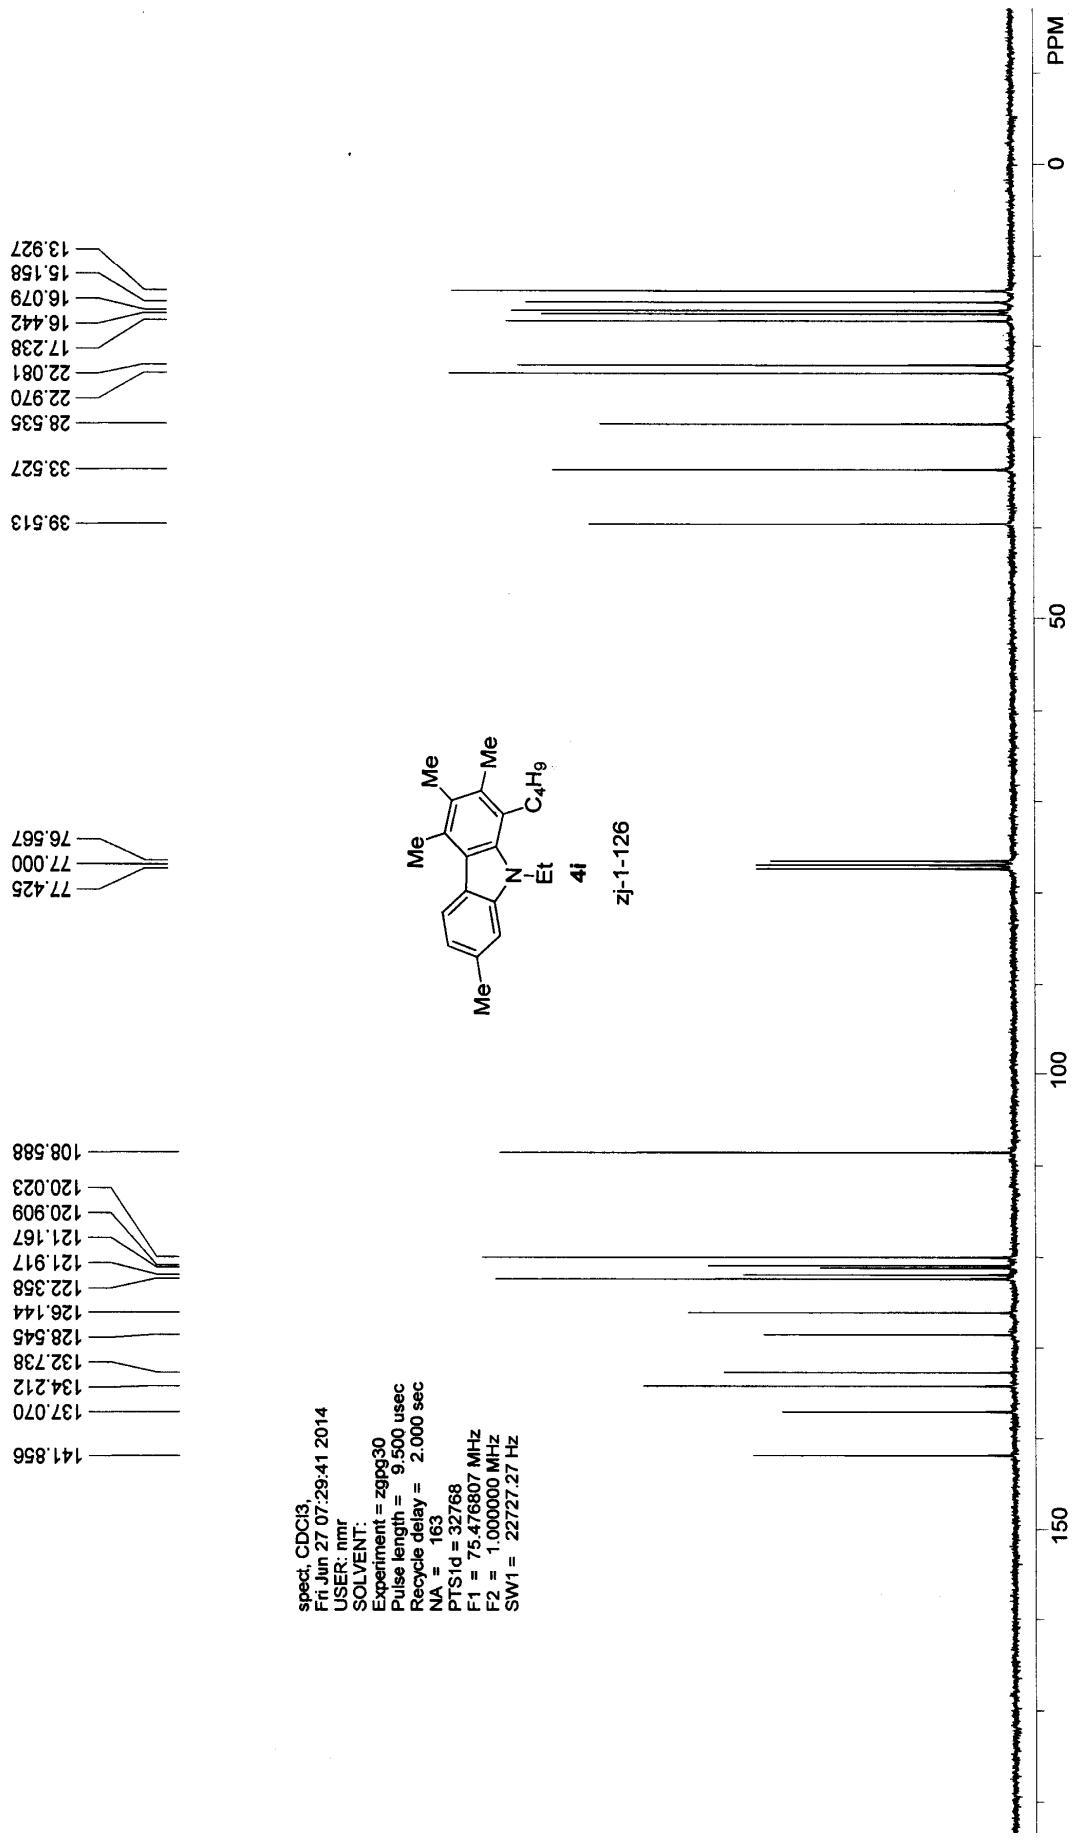 141.856
137.070
134.212
132.738
128.545
126.144
122.358
121.917
121.167
120.909
120.023
108.588
77.425
77.000
76.567
39.513
33.527
28.535
22.970
22.081
17.238
16.442
16.079
15.158
13.927
spect, CDCl3,
Fri Jun 27 07:29:41 2014
USER: nmr
SOLVENT:
Experiment = zgpg30
Pulse length = 9.500 usec
Recycle delay = 2.000 sec
NA = 163
PTS1d = 32768
F1 = 75.476807 MHz
F2 = 1.000000 MHz
SW1 = 22727.27 Hz
Me
Me
Me
Me
C4H9
N
Et
4i
zj-1-126
150
100
50
0
PPM